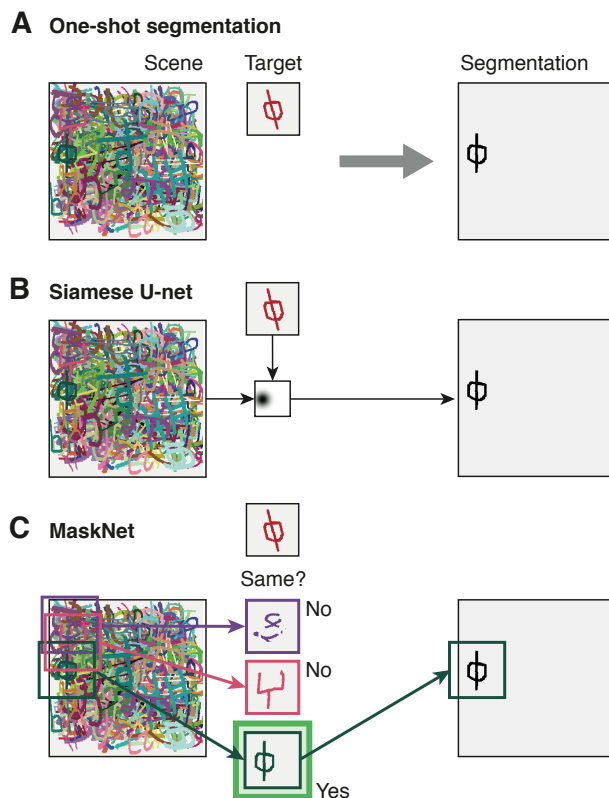 A One-shot segmentation
Scene Target Segmentation
B Siamese U-net
C MaskNet
Same?
No
No
Yes